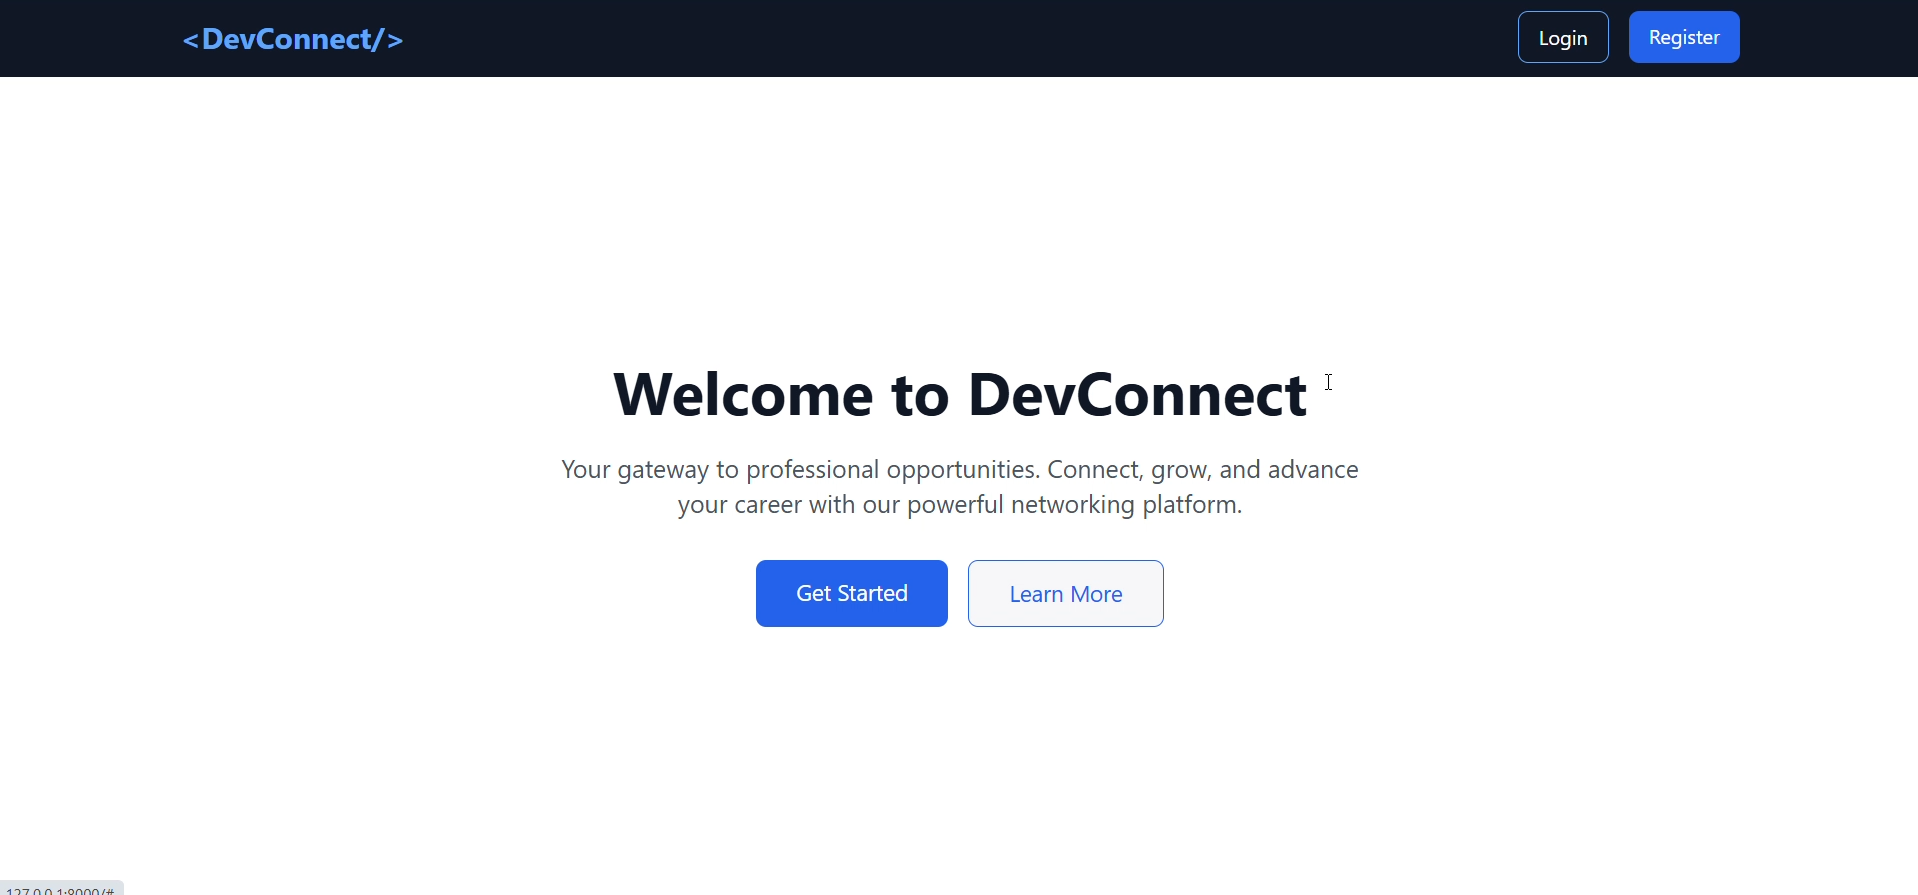 <DevConnect/>
Login
Register
Welcome to DevConnect
Your gateway to professional opportunities. Connect, grow, and advance
your career with our powerful networking platform.
Get Started
Learn More
127.0.0.1:8000/#